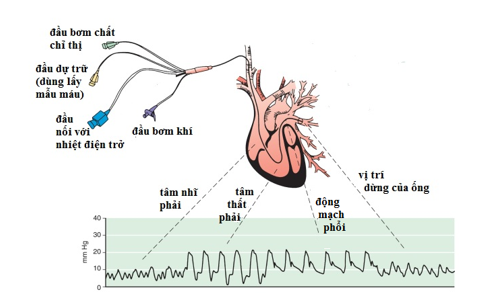 đầu bơm chất
chỉ thị
đầu dự trữ
(dùng lấy
mẫu máu)
đầu
nối với
nhiệt điện trở
đầu bơm khí
tâm nhĩ
phải
tâm
thất
phải
động
mạch
phổi
vị trí
dừng của ống
mm Hg
40
30
20
10
0